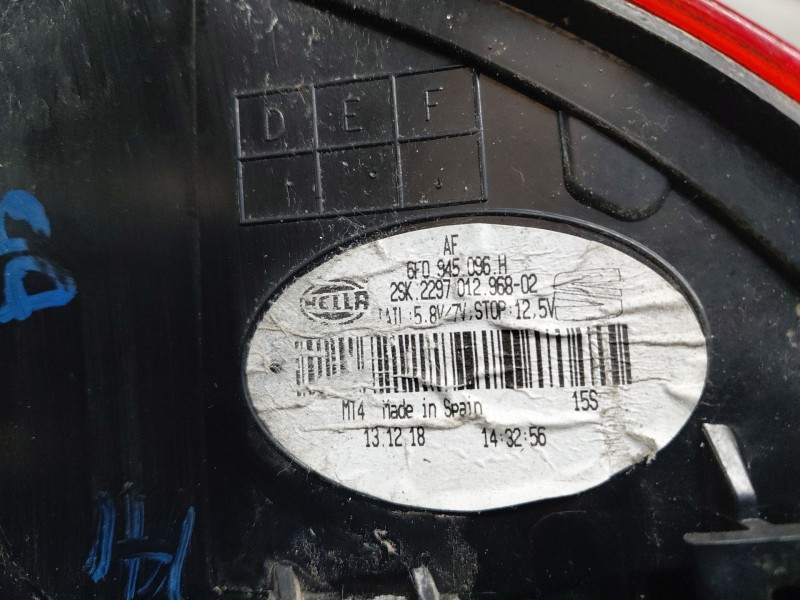 D E F
AF
6F0 945 096.H
HELLA
2SK.2297 012.968-02
TAIL:5.8V/7V,STOP:12,5V
MT4 Made in Spain 15S
13.12.18 14:32:56